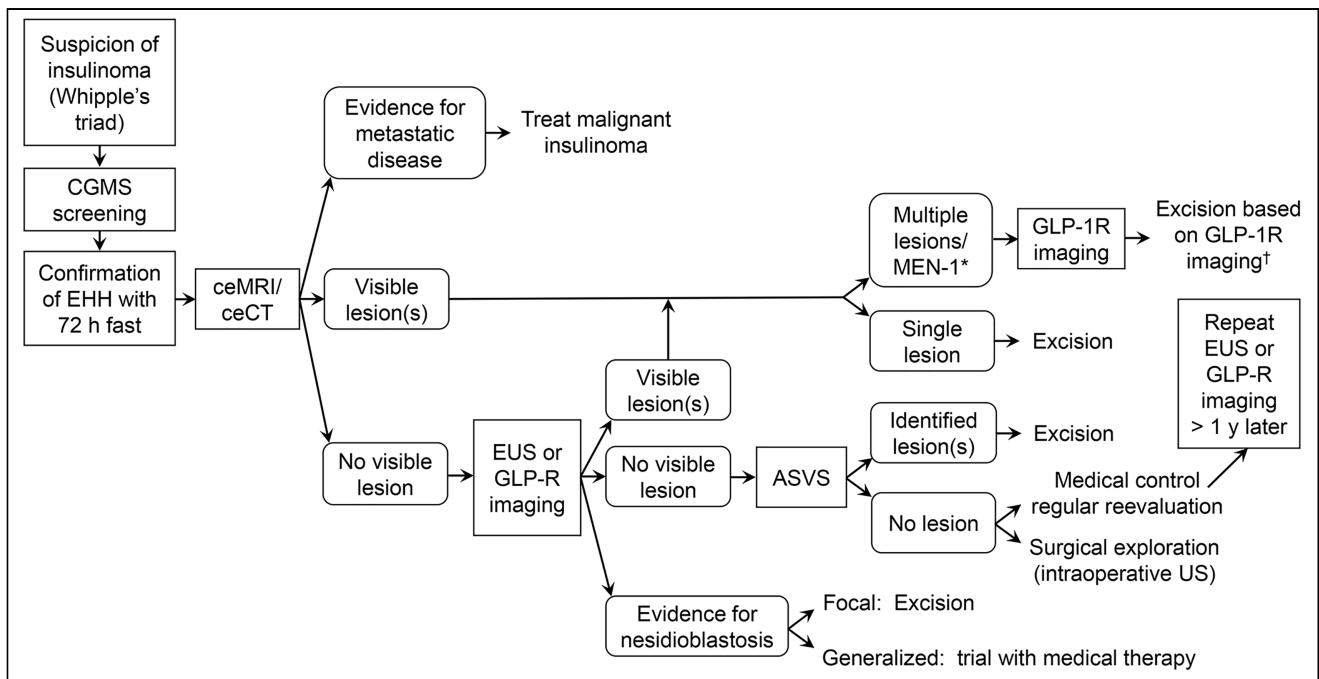 Suspicion of
insulinoma
(Whipple's
triad)
CGMS
screening
Confirmation
of EHH with
72 h fast
ceMRI/
ceCT
Evidence for
metastatic
disease
Treat malignant
insulinoma
Visible
lesion(s)
No visible
lesion
EUS or
GLP-R
imaging
Visible
lesion(s)
No visible
lesion
Evidence for
nesidioblastosis
Focal: Excision
Generalized: trial with medical therapy
ASVS
Multiple
lesions/
MEN-1*
GLP-1R
imaging
Excision based
on GLP-1R
imaging†
Single
lesion
Excision
Identified
lesion(s)
Excision
No lesion
Medical control
regular reevaluation
Surgical exploration
(intraoperative US)
Repeat
EUS or
GLP-R
imaging
> 1 y later